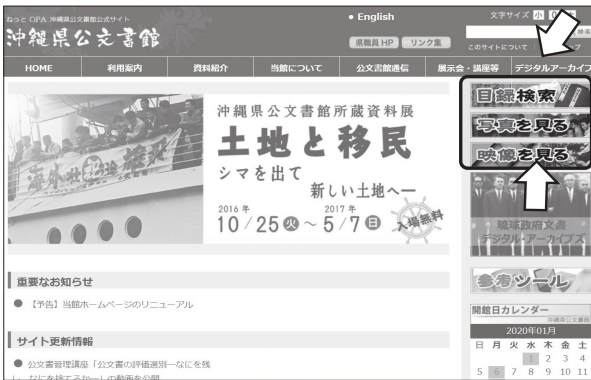 ねっと OPA 沖縄県公文書館公式サイト
沖縄県公文書館
● English
文字サイズ 小
県職員 HP
リンク集
検索
このサイトについて
HOME
利用案内
資料紹介
当館について
公文書館通信
展示会・講座等
デジタルアーカイブ
沖縄県公文書館所蔵資料展
土地と移民
シマを出て
新しい土地へ―
2016年 2017年
10/25火～5/7日
入場無料
目録検索
写真を見る
映像を見る
琉球政府文書
デジタル・アーカイブズ
参考ツール
重要なお知らせ
● 【予告】当館ホームページのリニューアル
サイト更新情報
● 公文書管理講座「公文書の評価選別―なにを残
し、なにを捨てるか―」の動画を公開
開館日カレンダー
沖縄県公文書館
2020年01月
日 月 火 水 木 金 土
1 2 3 4
5 6 7 8 9 10 11